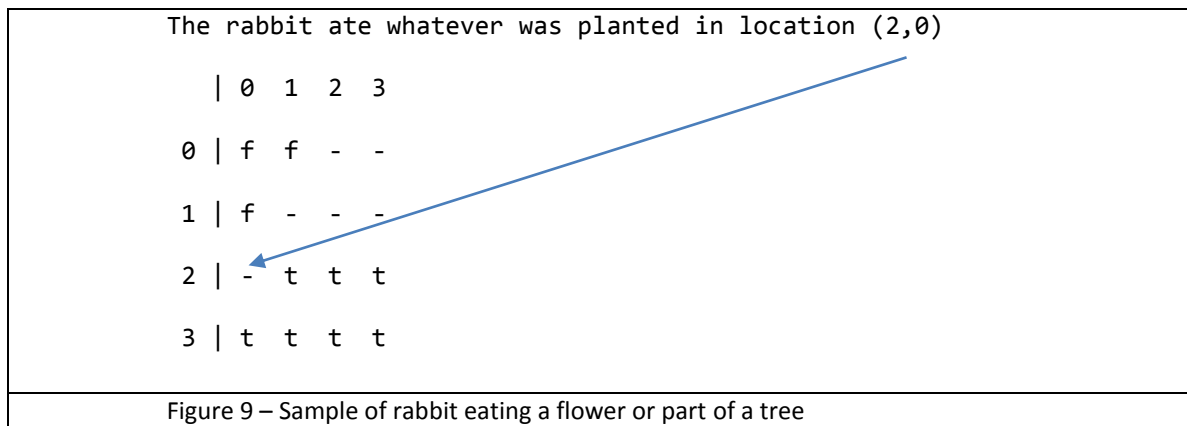 The rabbit ate whatever was planted in location (2,0)
| 0 1 2 3
0 | f f - -
1 | f - - -
2 | - t t t
3 | t t t t
Figure 9 – Sample of rabbit eating a flower or part of a tree